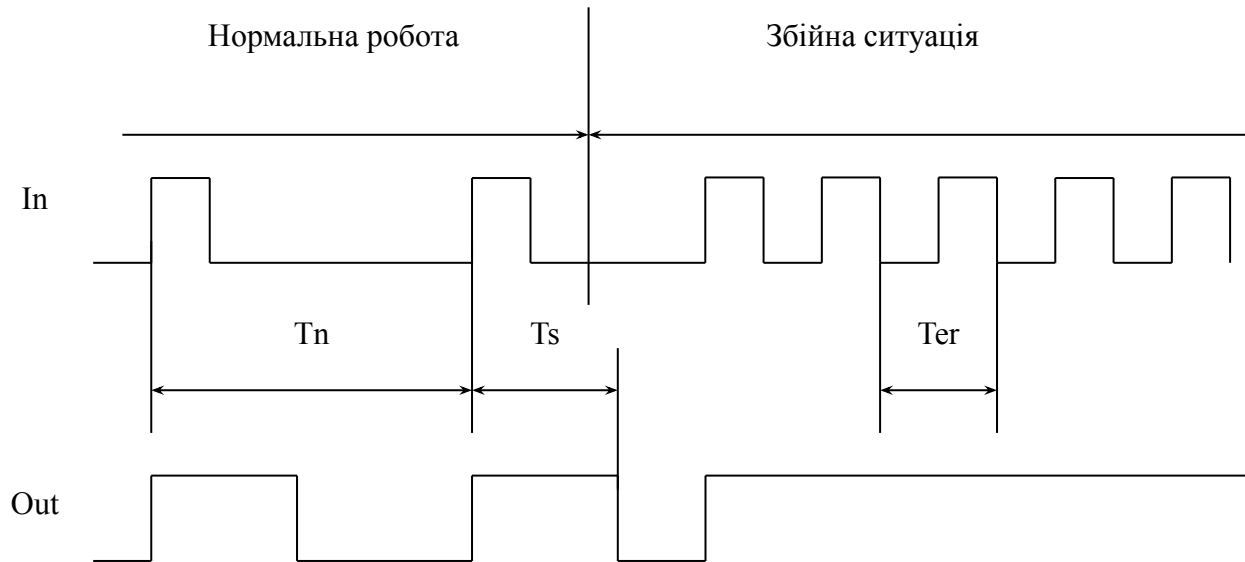 Нормальна робота
Збійна ситуація
In
Tn
Ts
Ter
Out